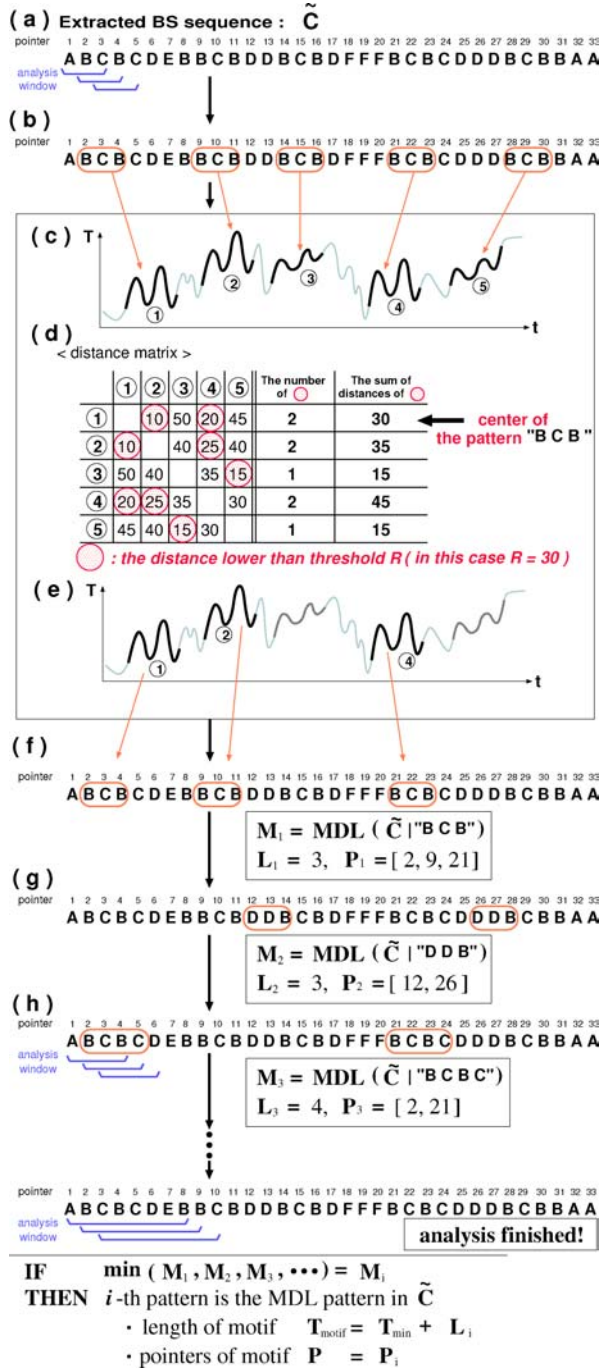 (a) Extracted BS sequence : C̃
pointer 1 2 3 4 5 6 7 8 9 10 11 12 13 14 15 16 17 18 19 20 21 22 23 24 25 26 27 28 29 30 31 32 33
A B C B C D E B B C B D D B C B D F F F B C B C D D D B C B B A A
analysis
window
(b)
pointer 1 2 3 4 5 6 7 8 9 10 11 12 13 14 15 16 17 18 19 20 21 22 23 24 25 26 27 28 29 30 31 32 33
A B C B C D E B B C B D D B C B D F F F B C B C D D D B C B B A A
(c) T
1 2 3 4 5
t
(d)
< distance matrix >
1 2 3 4 5 The number of The sum of distances of
1 10 50 20 45 2 30
2 10 40 25 40 2 35
3 50 40 35 15 1 15
4 20 25 35 30 2 45
5 45 40 15 30 1 15
center of
the pattern "B C B"
: the distance lower than threshold R ( in this case R = 30 )
(e) T
1 2 4
t
(f)
pointer 1 2 3 4 5 6 7 8 9 10 11 12 13 14 15 16 17 18 19 20 21 22 23 24 25 26 27 28 29 30 31 32 33
A B C B C D E B B C B D D B C B D F F F B C B C D D D B C B B A A
M1 = MDL ( C̃ | "B C B")
L1 = 3, P1 = [ 2, 9, 21]
(g)
pointer 1 2 3 4 5 6 7 8 9 10 11 12 13 14 15 16 17 18 19 20 21 22 23 24 25 26 27 28 29 30 31 32 33
A B C B C D E B B C B D D B C B D F F F B C B C D D D B C B B A A
M2 = MDL ( C̃ | "D D B")
L2 = 3, P2 = [ 12, 26]
(h)
pointer 1 2 3 4 5 6 7 8 9 10 11 12 13 14 15 16 17 18 19 20 21 22 23 24 25 26 27 28 29 30 31 32 33
A B C B C D E B B C B D D B C B D F F F B C B C D D D B C B B A A
analysis
window
M3 = MDL ( C̃ | "B C B C")
L3 = 4, P3 = [ 2, 21]
pointer 1 2 3 4 5 6 7 8 9 10 11 12 13 14 15 16 17 18 19 20 21 22 23 24 25 26 27 28 29 30 31 32 33
A B C B C D E B B C B D D B C B D F F F B C B C D D D B C B B A A
analysis
window
analysis finished!
IF min ( M1 , M2 , M3 , ••• ) = Mi
THEN i -th pattern is the MDL pattern in C̃
· length of motif Tmotif = Tmin + Li
· pointers of motif P = Pi